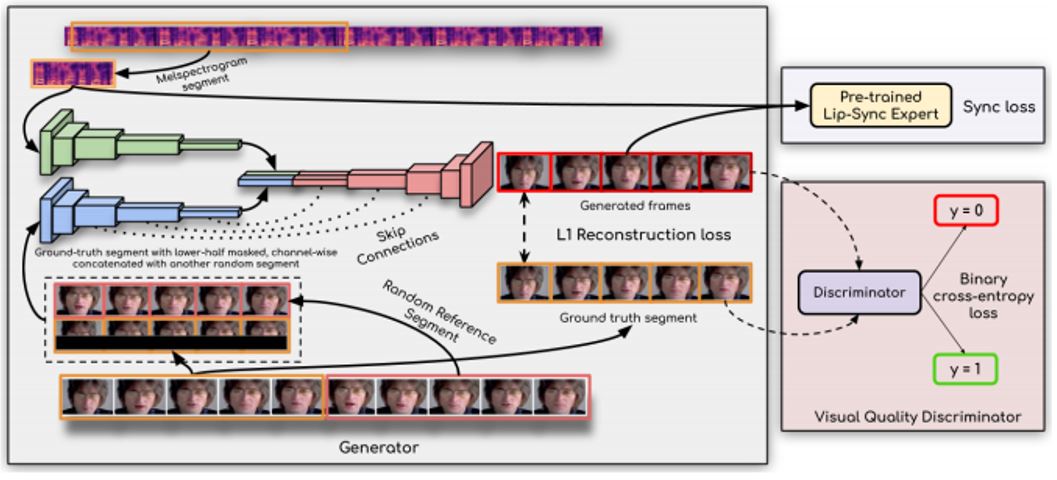 Melspectrogram
segment
Pre-trained
Lip-Sync Expert
Sync loss
Generated frames
L1 Reconstruction loss
Skip
Connections
Ground-truth segment with lower-half masked, channel-wise
concatenated with another random segment
Random Reference
Segment
Ground truth segment
y = 0
Discriminator
Binary
cross-entropy
loss
y = 1
Visual Quality Discriminator
Generator